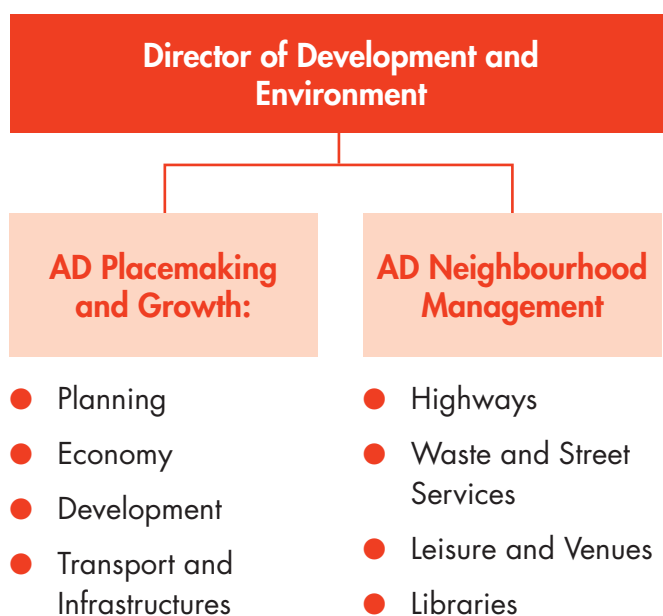 Director of Development and
Environment
AD Placemaking
and Growth:
Planning
Economy
Development
Transport and
Infrastructures
AD Neighbourhood
Management
Highways
Waste and Street
Services
Leisure and Venues
Libraries